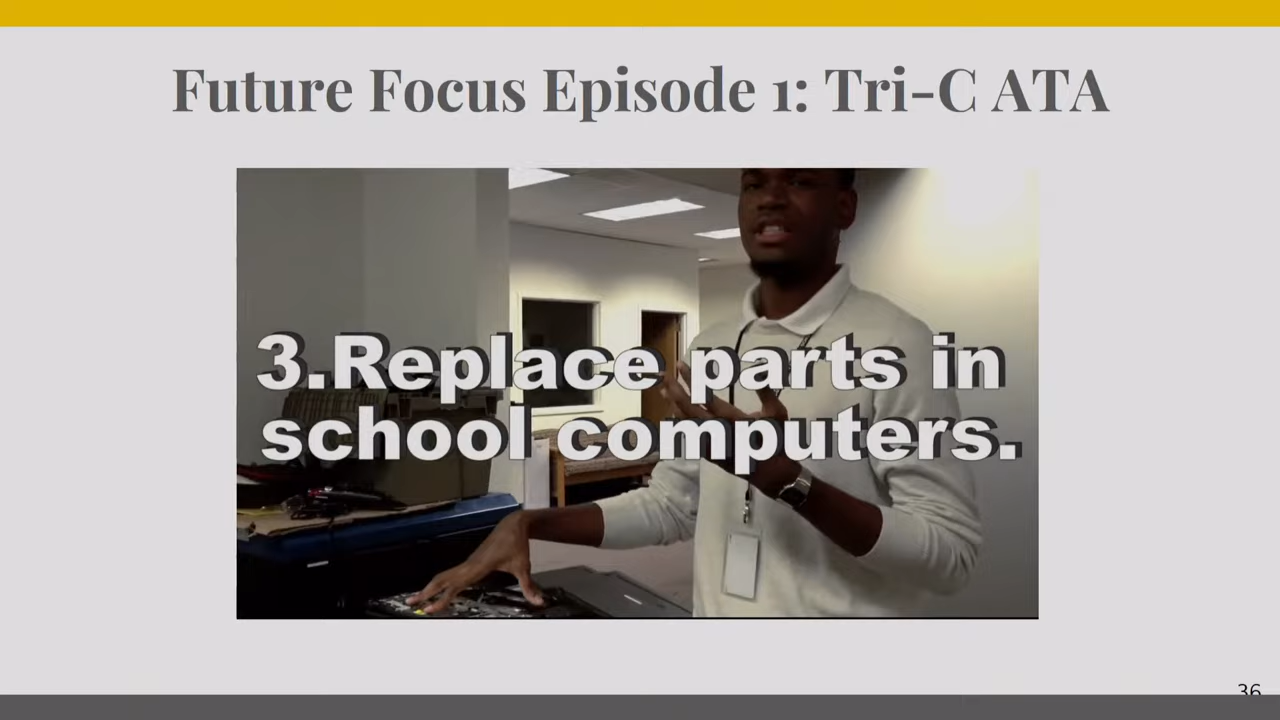 Future Focus Episode 1: Tri-C ATA
3.Replace parts in
school computers.
36